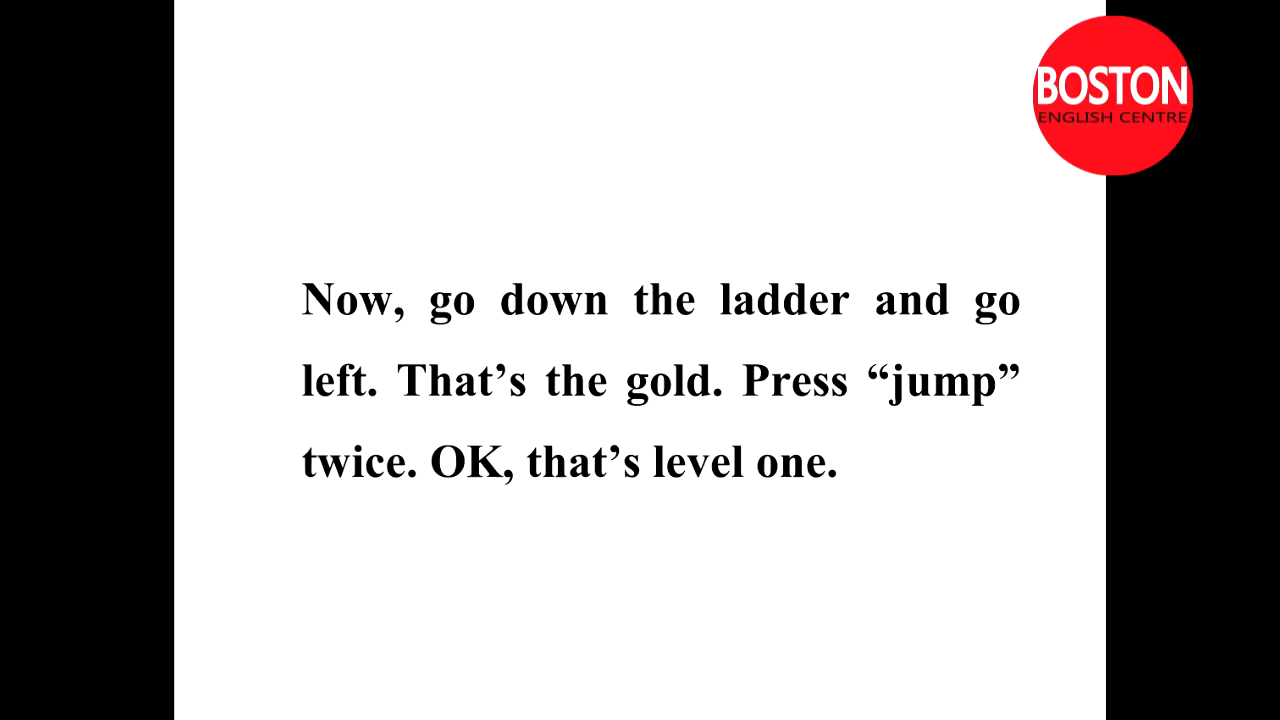 BOSTON
ENGLISH CENTRE
Now, go down the ladder and go
left. That’s the gold. Press “jump”
twice. OK, that’s level one.